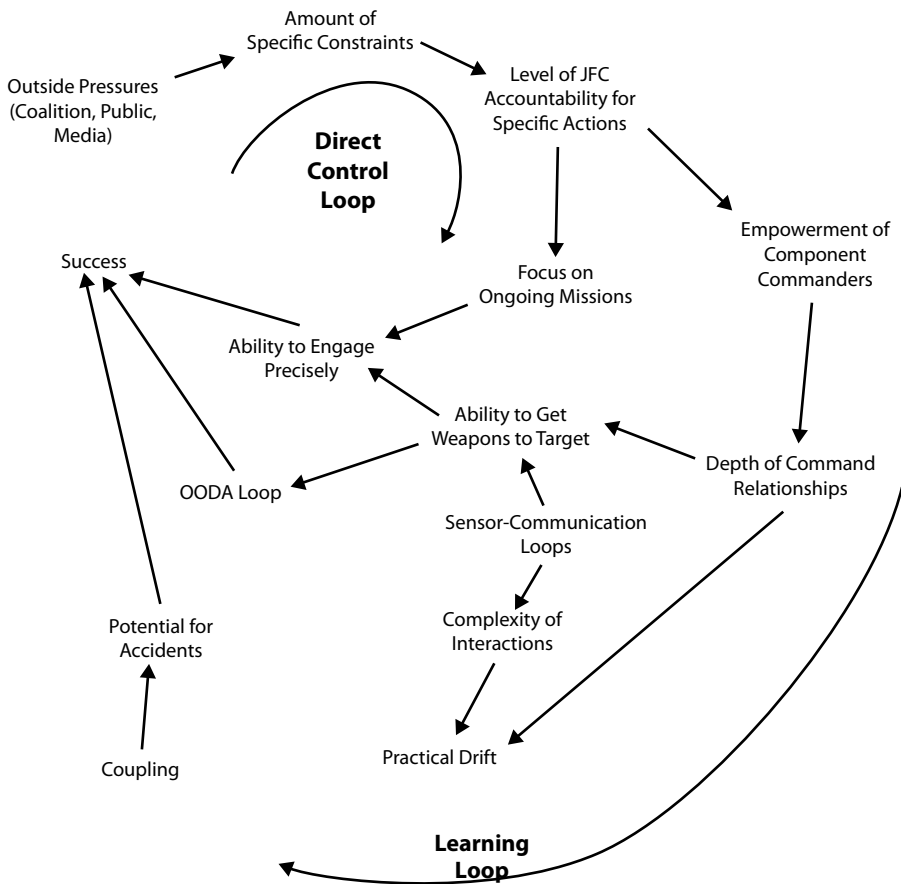 Amount of
Specific Constraints
Outside Pressures
(Coalition, Public,
Media)
Level of JFC
Accountability for
Specific Actions
Direct
Control
Loop
Empowerment of
Component
Commanders
Success
Focus on
Ongoing Missions
Ability to Engage
Precisely
Ability to Get
Weapons to Target
Depth of Command
Relationships
OODA Loop
Sensor-Communication
Loops
Potential for
Accidents
Complexity of
Interactions
Practical Drift
Coupling
Learning
Loop